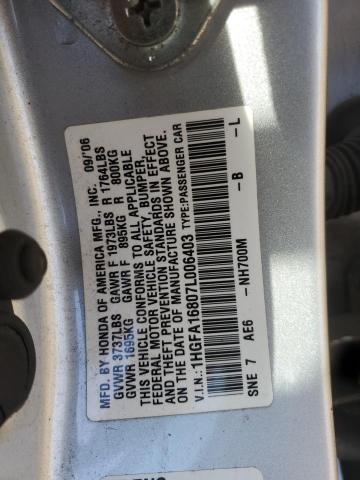 MFD. BY HONDA OF AMERICA MFG., INC. 09/06
GVWR 3737LBS GAWR F 1973LBS R 1764LBS
GVWR 1695KG GAWR F 895KG R 800KG
THIS VEHICLE CONFORMS TO ALL APPLICABLE
FEDERAL MOTOR VEHICLE SAFETY, BUMPER,
AND THEFT PREVENTION STANDARDS IN EFFECT
ON THE DATE OF MANUFACTURE SHOWN ABOVE.
V.I.N.: 1HGFA16807L006403 TYPE:PASSENGER CAR
SNE 7 AE6 -NH700M -B -L